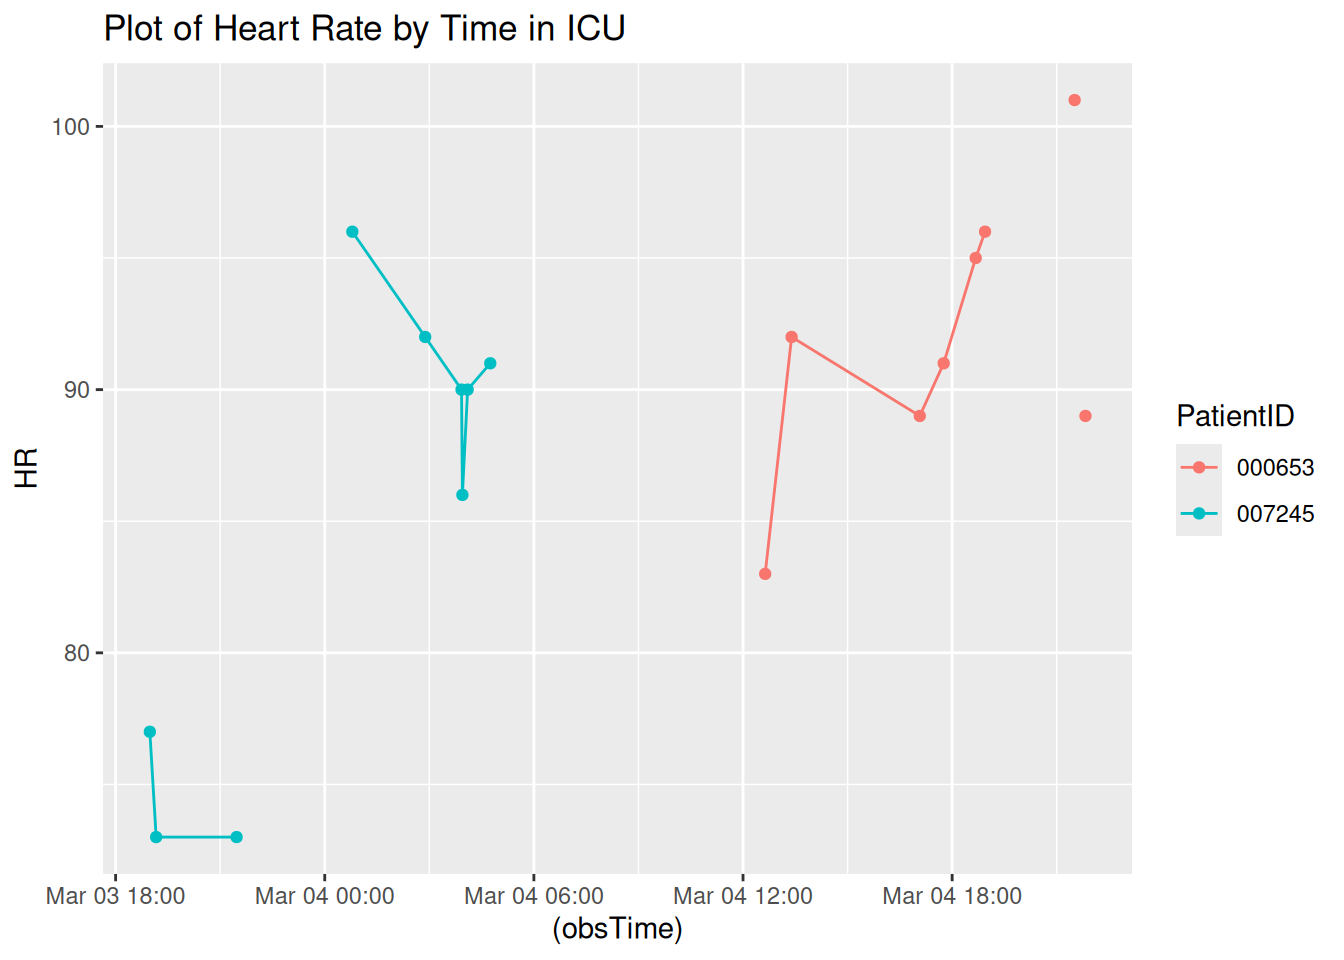 Plot of Heart Rate by Time in ICU
100
90
80
HR
Mar 03 18:00 Mar 04 00:00 Mar 04 06:00 Mar 04 12:00 Mar 04 18:00
(obsTime)
PatientID
000653
007245